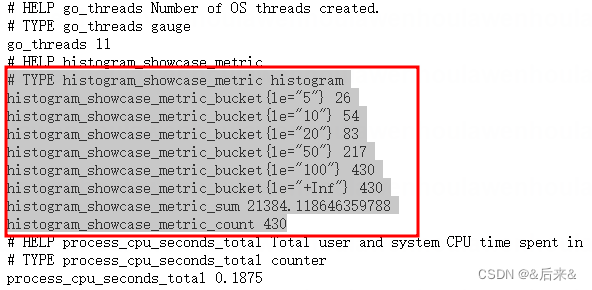 # HELP go_threads Number of OS threads created.
# TYPE go_threads gauge
go_threads 11
# HELP histogram_showcase_metric
# TYPE histogram_showcase_metric histogram
histogram_showcase_metric_bucket{le="5"} 26
histogram_showcase_metric_bucket{le="10"} 54
histogram_showcase_metric_bucket{le="20"} 83
histogram_showcase_metric_bucket{le="50"} 217
histogram_showcase_metric_bucket{le="100"} 430
histogram_showcase_metric_bucket{le="+Inf"} 430
histogram_showcase_metric_sum 21384.118646359788
histogram_showcase_metric_count 430
# HELP process_cpu_seconds_total Total user and system CPU time spent in
# TYPE process_cpu_seconds_total counter
process_cpu_seconds_total 0.1875
CSDN @&后来&